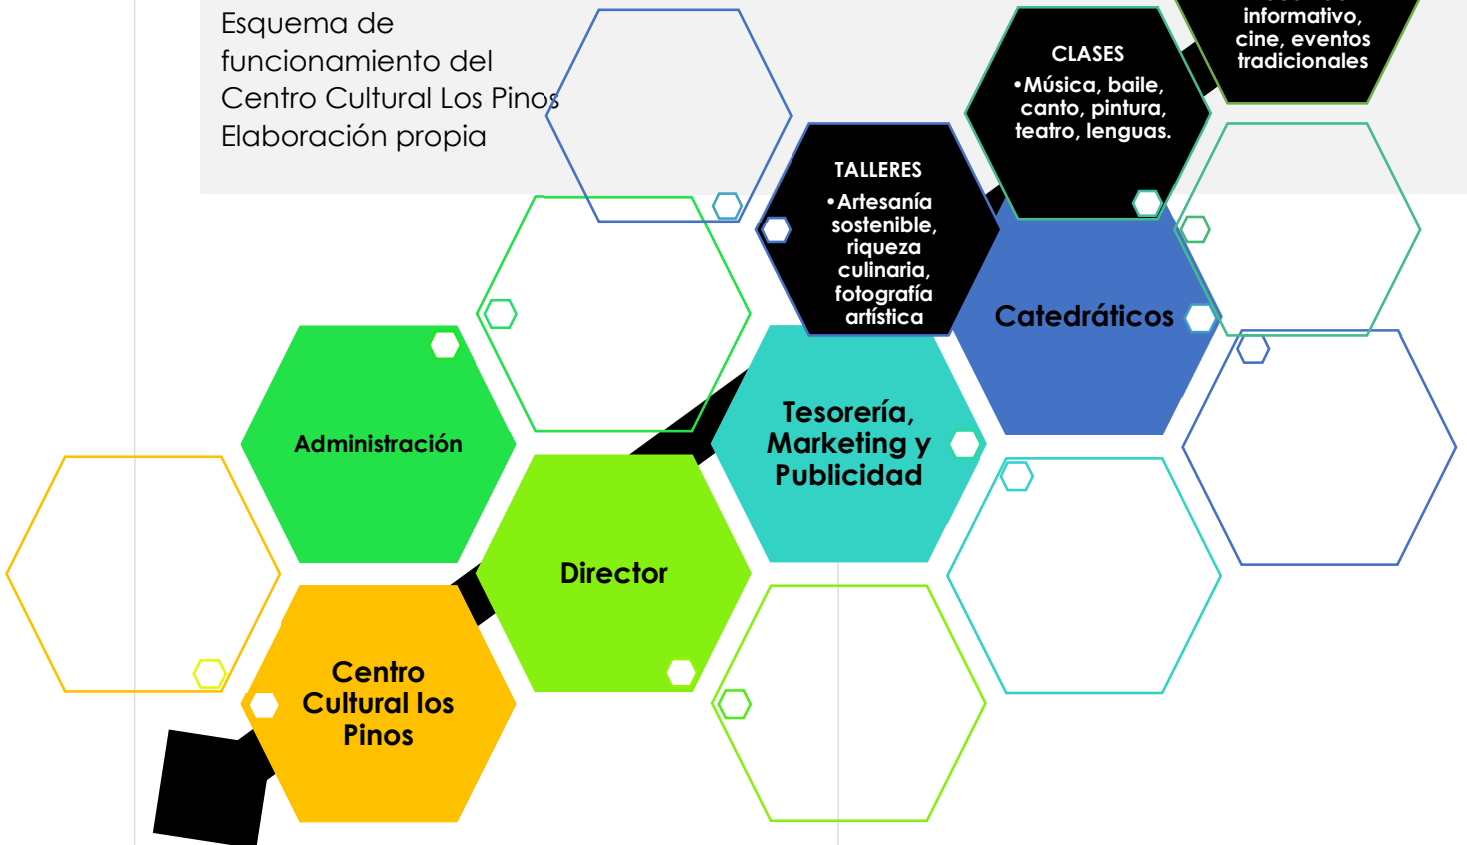 Esquema de
funcionamiento del
Centro Cultural Los Pinos
Elaboración propia
informativo,
cine, eventos
tradicionales
CLASES
•Música, baile,
canto, pintura,
teatro, lenguas.
TALLERES
•Artesanía
sostenible,
riqueza
culinaria,
fotografía
artística
Catedráticos
Tesorería,
Marketing y
Publicidad
Administración
Director
Centro
Cultural los
Pinos